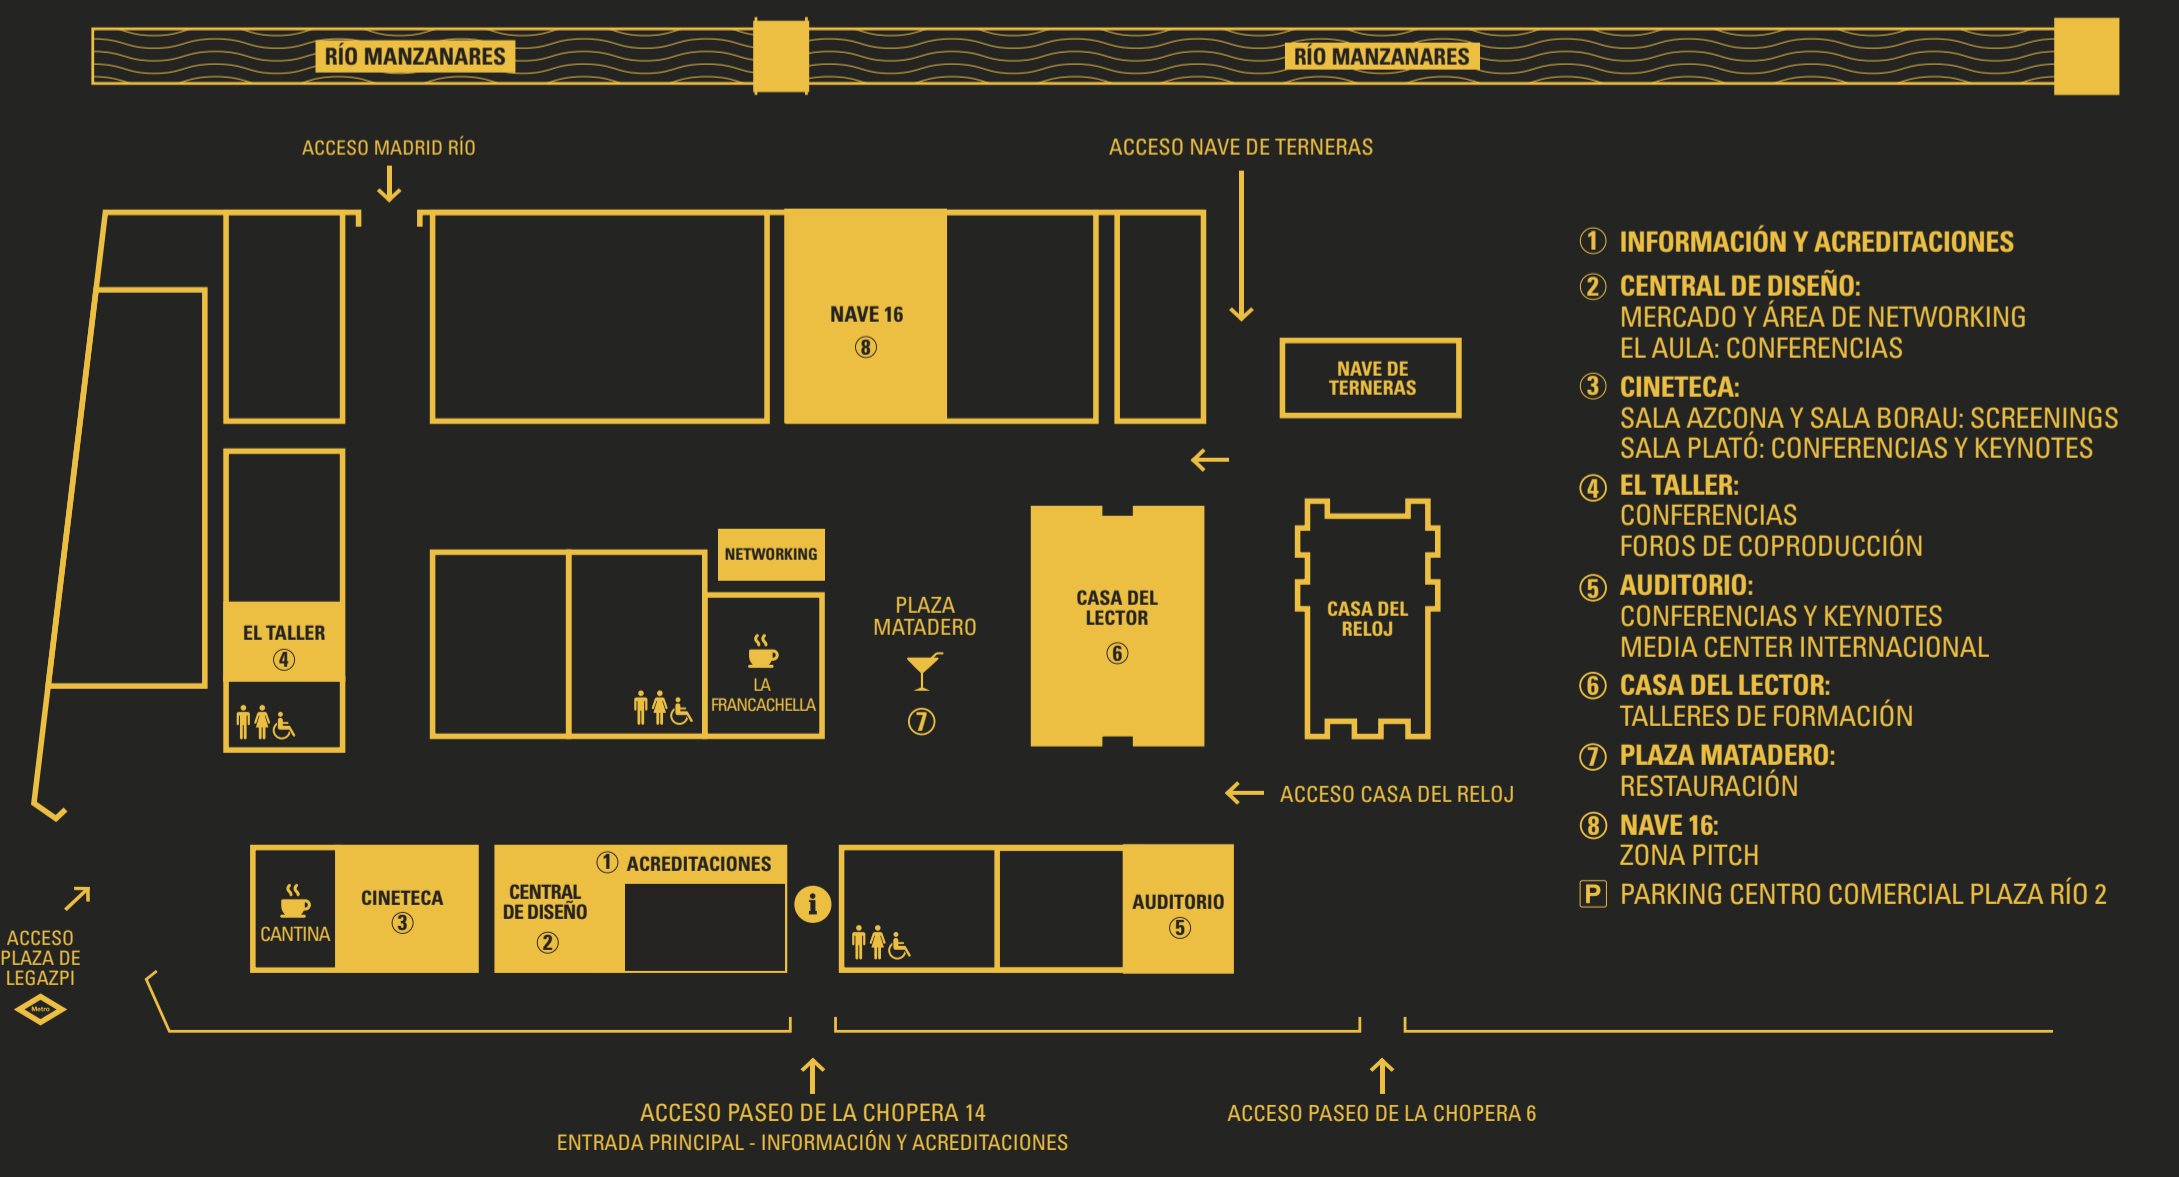 RÍO MANZANARES
RÍO MANZANARES
ACCESO MADRID RÍO
ACCESO NAVE DE TERNERAS
NAVE 16
8
NAVE DE
TERNERAS
NETWORKING
EL TALLER
4
LA
FRANCACHELLA
PLAZA
MATADERO
7
CASA DEL
LECTOR
6
CASA DEL
RELOJ
ACCESO CASA DEL RELOJ
CANTINA
CINETECA
3
1 ACREDITACIONES
CENTRAL
DE DISEÑO
2
i
AUDITORIO
5
ACCESO
PLAZA DE
LEGAZPI
Metro
ACCESO PASEO DE LA CHOPERA 14
ENTRADA PRINCIPAL - INFORMACIÓN Y ACREDITACIONES
ACCESO PASEO DE LA CHOPERA 6
1 INFORMACIÓN Y ACREDITACIONES
2 CENTRAL DE DISEÑO:
MERCADO Y ÁREA DE NETWORKING
EL AULA: CONFERENCIAS
3 CINETECA:
SALA AZCONA Y SALA BORAU: SCREENINGS
SALA PLATÓ: CONFERENCIAS Y KEYNOTES
4 EL TALLER:
CONFERENCIAS
FOROS DE COPRODUCCIÓN
5 AUDITORIO:
CONFERENCIAS Y KEYNOTES
MEDIA CENTER INTERNACIONAL
6 CASA DEL LECTOR:
TALLERES DE FORMACIÓN
7 PLAZA MATADERO:
RESTAURACIÓN
8 NAVE 16:
ZONA PITCH
P PARKING CENTRO COMERCIAL PLAZA RÍO 2